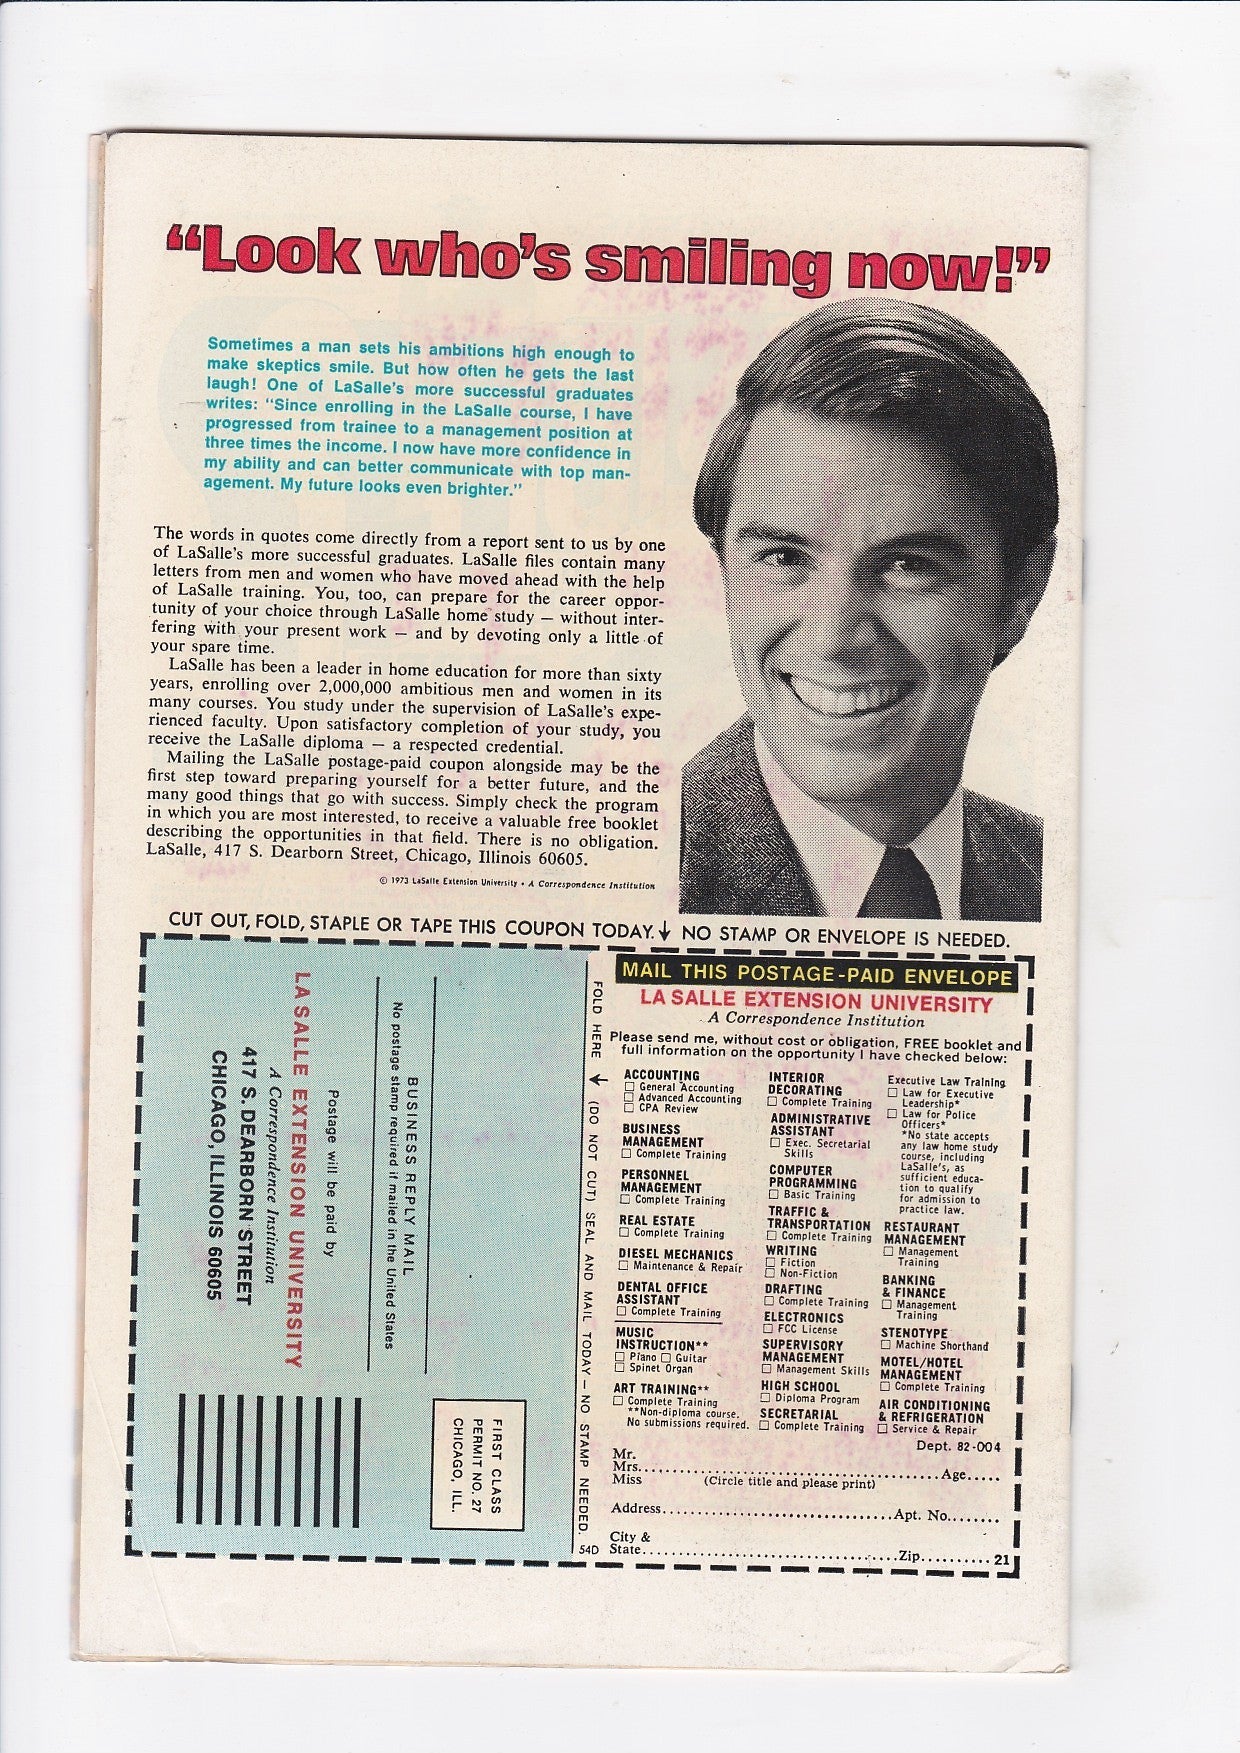 “Look who's smiling now!”
Sometimes a man sets his ambitions high enough to
make skeptics smile. But how often he gets the last
laugh! One of LaSalle's more successful graduates
writes: “Since enrolling in the LaSalle course, I have
progressed from trainee to a management position at
three times the income. I now have more confidence in
my ability and can better communicate with top man-
agement. My future looks even brighter.”
The words in quotes come directly from a report sent to us by one
of LaSalle's more successful graduates. LaSalle files contain many
letters from men and women who have moved ahead with the help
of LaSalle training. You, too, can prepare for the career oppor-
tunity of your choice through LaSalle home study — without inter-
fering with your present work — and by devoting only a little of
your spare time.
LaSalle has been a leader in home education for more than sixty
years, enrolling over 2,000,000 ambitious men and women in its
many courses. You study under the supervision of LaSalle's expe-
rienced faculty. Upon satisfactory completion of your study, you
receive the LaSalle diploma — a respected credential.
Mailing the LaSalle postage-paid coupon alongside may be the
first step toward preparing yourself for a better future, and the
many good things that go with success. Simply check the program
in which you are most interested, to receive a valuable free booklet
describing the opportunities in that field. There is no obligation.
LaSalle, 417 S. Dearborn Street, Chicago, Illinois 60605.
© 1973 LaSalle Extension University • A Correspondence Institution
CUT OUT, FOLD, STAPLE OR TAPE THIS COUPON TODAY. ↓ NO STAMP OR ENVELOPE IS NEEDED.
FIRST CLASS
PERMIT NO. 27
CHICAGO, ILL.
BUSINESS REPLY MAIL
No postage stamp required if mailed in the United States
Postage will be paid by
LA SALLE EXTENSION UNIVERSITY
A Correspondence Institution
417 S. DEARBORN STREET
CHICAGO, ILLINOIS 60605
FOLD HERE ← (DO NOT CUT) SEAL AND MAIL TODAY — NO STAMP NEEDED.
54D
MAIL THIS POSTAGE-PAID ENVELOPE
LA SALLE EXTENSION UNIVERSITY
A Correspondence Institution
Please send me, without cost or obligation, FREE booklet and
full information on the opportunity I have checked below:
ACCOUNTING
☐ General Accounting
☐ Advanced Accounting
☐ CPA Review
BUSINESS
MANAGEMENT
☐ Complete Training
PERSONNEL
MANAGEMENT
☐ Complete Training
REAL ESTATE
☐ Complete Training
DIESEL MECHANICS
☐ Maintenance & Repair
DENTAL OFFICE
ASSISTANT
☐ Complete Training
MUSIC
INSTRUCTION**
☐ Piano ☐ Guitar
☐ Spinet Organ
ART TRAINING**
☐ Complete Training
**Non-diploma course.
No submissions required.
INTERIOR
DECORATING
☐ Complete Training
ADMINISTRATIVE
ASSISTANT
☐ Exec. Secretarial
Skills
COMPUTER
PROGRAMMING
☐ Basic Training
TRAFFIC &
TRANSPORTATION
☐ Complete Training
WRITING
☐ Fiction
☐ Non-Fiction
DRAFTING
☐ Complete Training
ELECTRONICS
☐ FCC License
SUPERVISORY
MANAGEMENT
☐ Management Skills
HIGH SCHOOL
☐ Diploma Program
SECRETARIAL
☐ Complete Training
Executive Law Training
☐ Law for Executive
Leadership*
☐ Law for Police
Officers*
*No state accepts
any law home study
course, including
LaSalle's, as
sufficient educa-
tion to qualify
for admission to
practice law.
RESTAURANT
MANAGEMENT
☐ Management
Training
BANKING
& FINANCE
☐ Management
Training
STENOTYPE
☐ Machine Shorthand
MOTEL/HOTEL
MANAGEMENT
☐ Complete Training
AIR CONDITIONING
& REFRIGERATION
☐ Service & Repair
Dept. 82-004
Mr.
Mrs. Age
Miss (Circle title and please print)
Address Apt. No.
City &
State Zip 21